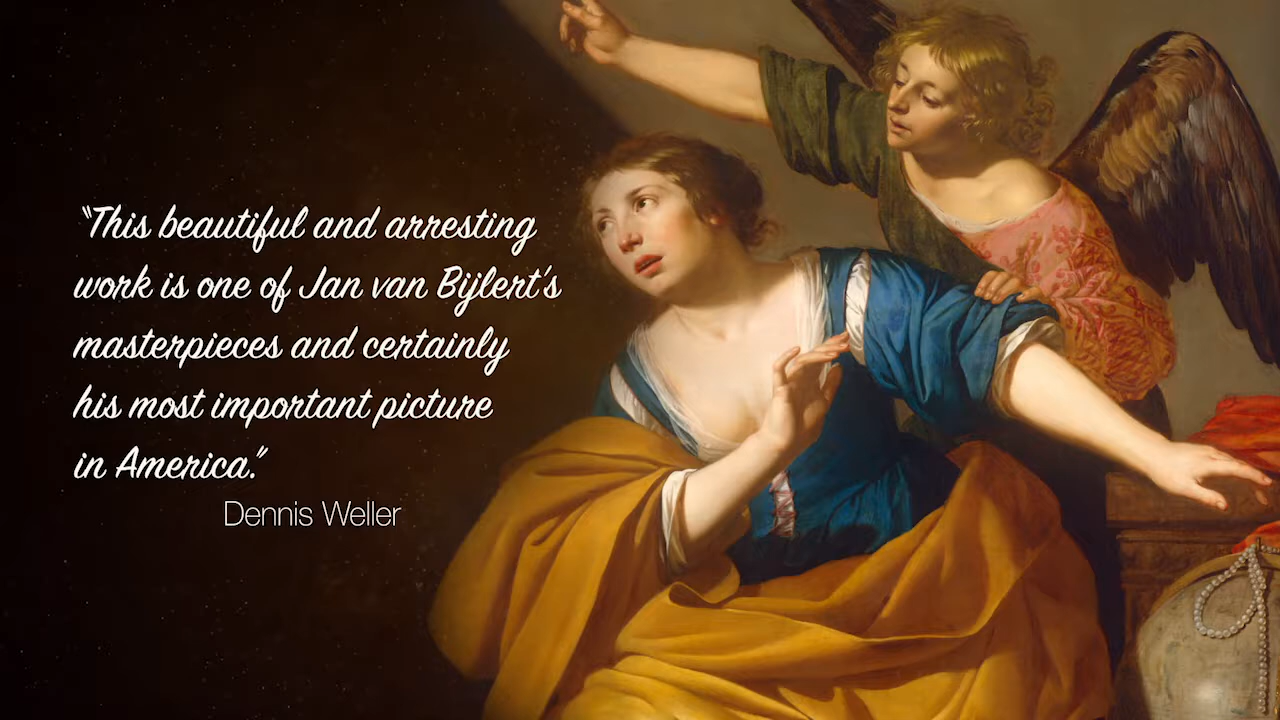 “This beautiful and arresting
work is one of Jan van Bijlert's
masterpieces and certainly
his most important picture
in America.”
Dennis Weller